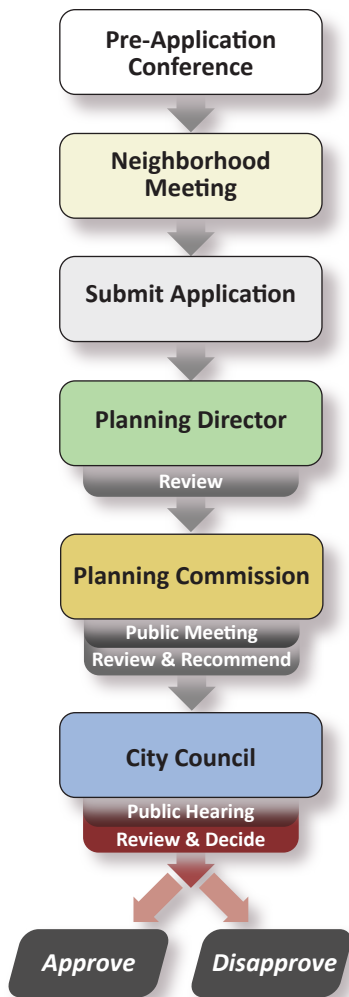 Pre-Application
Conference
Neighborhood
Meeting
Submit Application
Planning Director
Review
Planning Commission
Public Meeting
Review & Recommend
City Council
Public Hearing
Review & Decide
Approve
Disapprove